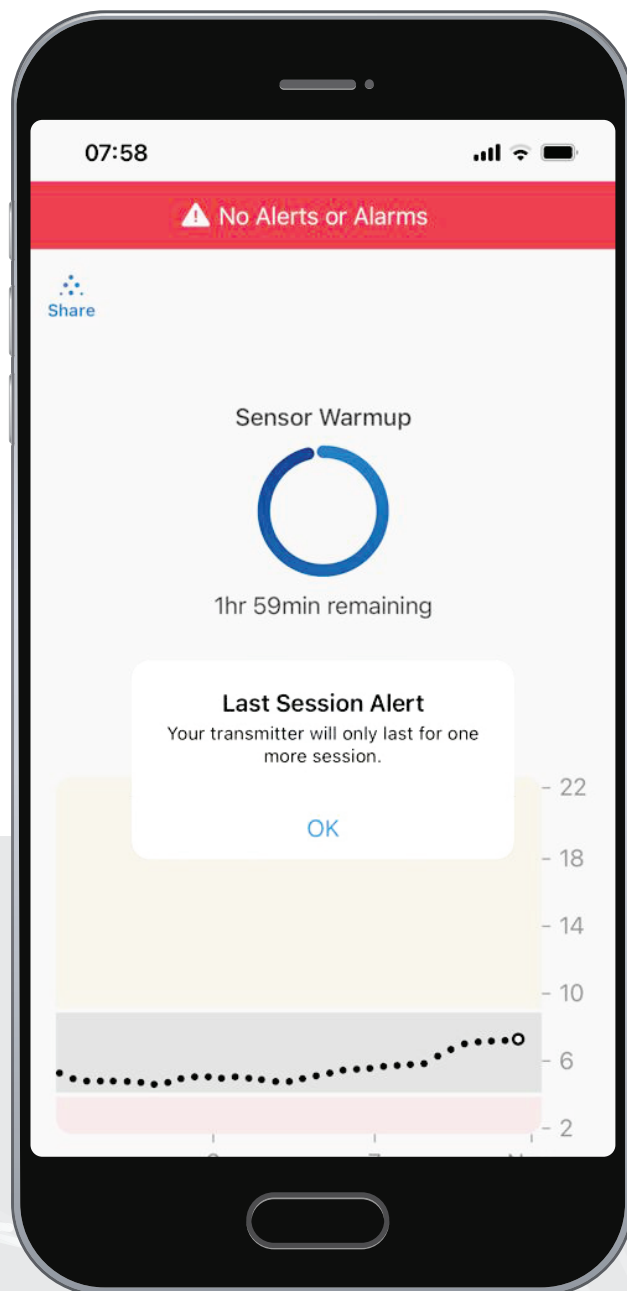 07:58
No Alerts or Alarms
Share
Sensor Warmup
1hr 59min remaining
Last Session Alert
Your transmitter will only last for one
more session.
OK
22
18
14
10
6
2